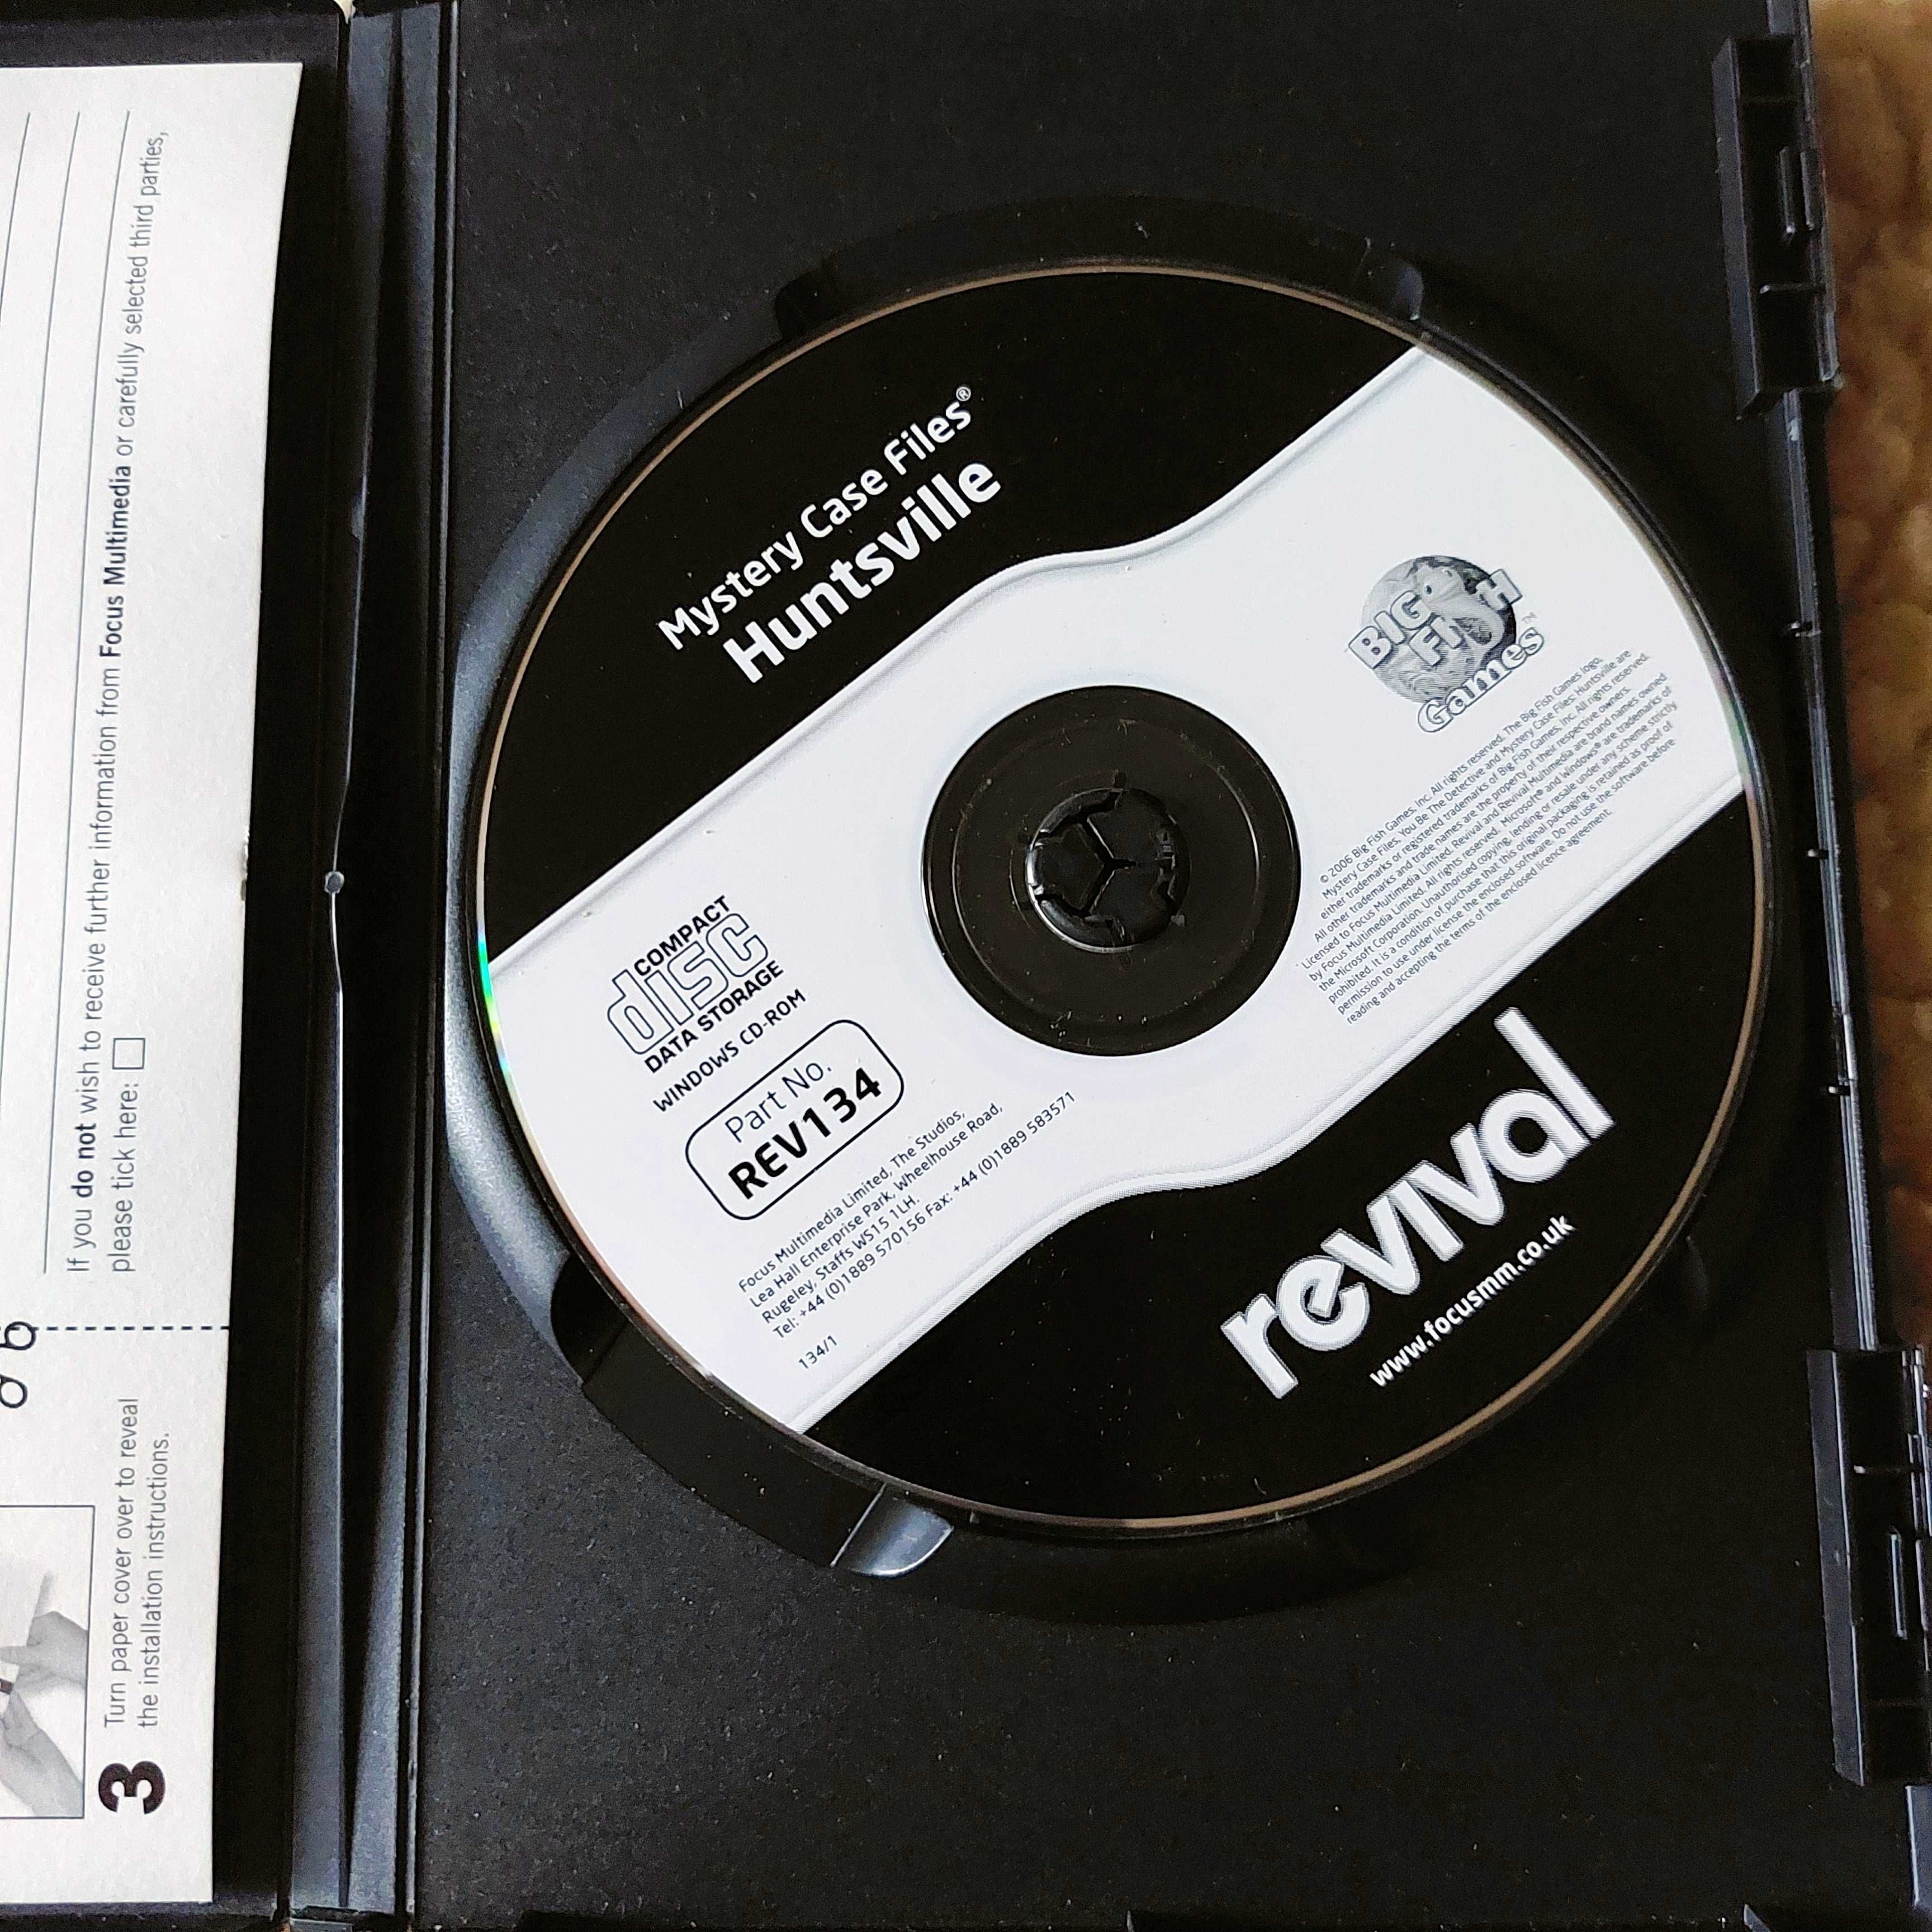 If you do not wish to receive further information from Focus Multimedia or carefully selected third parties,
please tick here:
3
Turn paper cover over to reveal
the installation instructions.
Mystery Case Files®
Huntsville
BIG
FISH
Games™
COMPACT
disc
DATA STORAGE
WINDOWS CD-ROM
Part No.
REV134
Focus Multimedia Limited, The Studios,
Lea Hall Enterprise Park, Wheelhouse Road,
Rugeley, Staffs WS15 1LH.
Tel: +44 (0)1889 570156 Fax: +44 (0)1889 583571
134/1
© 2006 Big Fish Games, Inc. All rights reserved. The Big Fish Games logo,
Mystery Case Files, You Be The Detective and Mystery Case Files: Huntsville are
either trademarks or registered trademarks of Big Fish Games, Inc. All rights reserved.
All other trademarks and trade names are the property of their respective owners.
Licensed to Focus Multimedia Limited. Revival and Revival Multimedia are brand names owned
by Focus Multimedia Limited. All rights reserved. Microsoft® and Windows® are trademarks of
the Microsoft Corporation. Unauthorised copying, lending or resale under any scheme strictly
prohibited. It is a condition of purchase that this original packaging is retained as proof of
permission to use under license the enclosed software. Do not use the software before
reading and accepting the terms of the enclosed licence agreement.
revival
www.focusmm.co.uk